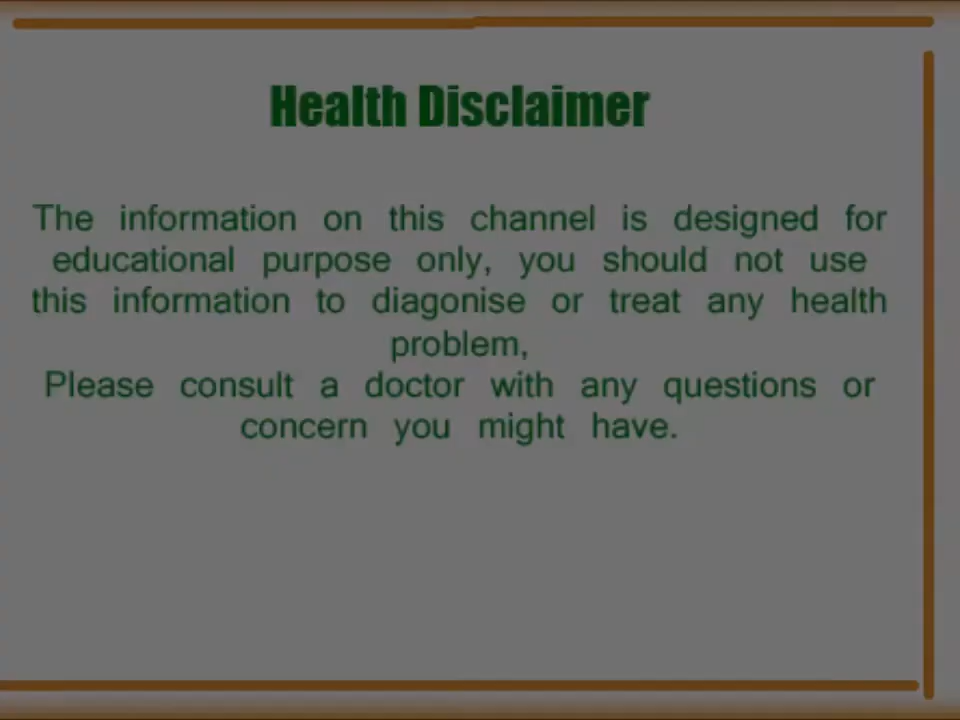 Health Disclaimer
The information on this channel is designed for
educational purpose only, you should not use
this information to diagonise or treat any health
problem,
Please consult a doctor with any questions or
concern you might have.